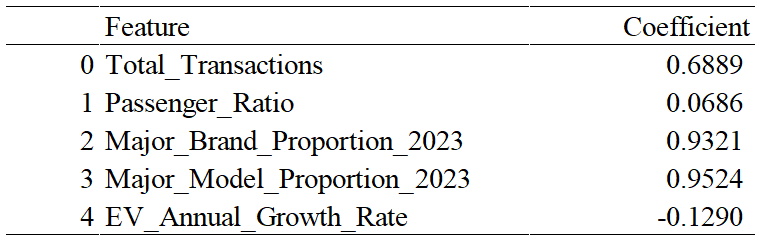 Feature Coefficient
0 Total_Transactions 0.6889
1 Passenger_Ratio 0.0686
2 Major_Brand_Proportion_2023 0.9321
3 Major_Model_Proportion_2023 0.9524
4 EV_Annual_Growth_Rate -0.1290